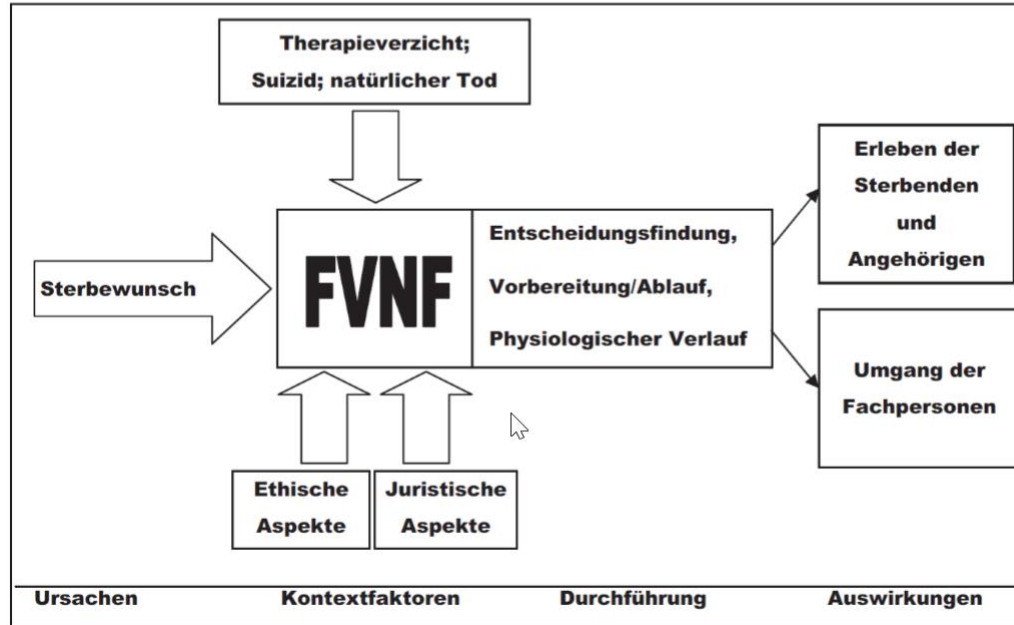 Therapieverzicht;
Suizid; natürlicher Tod
Sterbewunsch
FVNF
Entscheidungsfindung,
Vorbereitung/Ablauf,
Physiologischer Verlauf
Erleben der
Sterbenden
und
Angehörigen
Umgang der
Fachpersonen
Ethische
Aspekte
Juristische
Aspekte
Ursachen
Kontextfaktoren
Durchführung
Auswirkungen